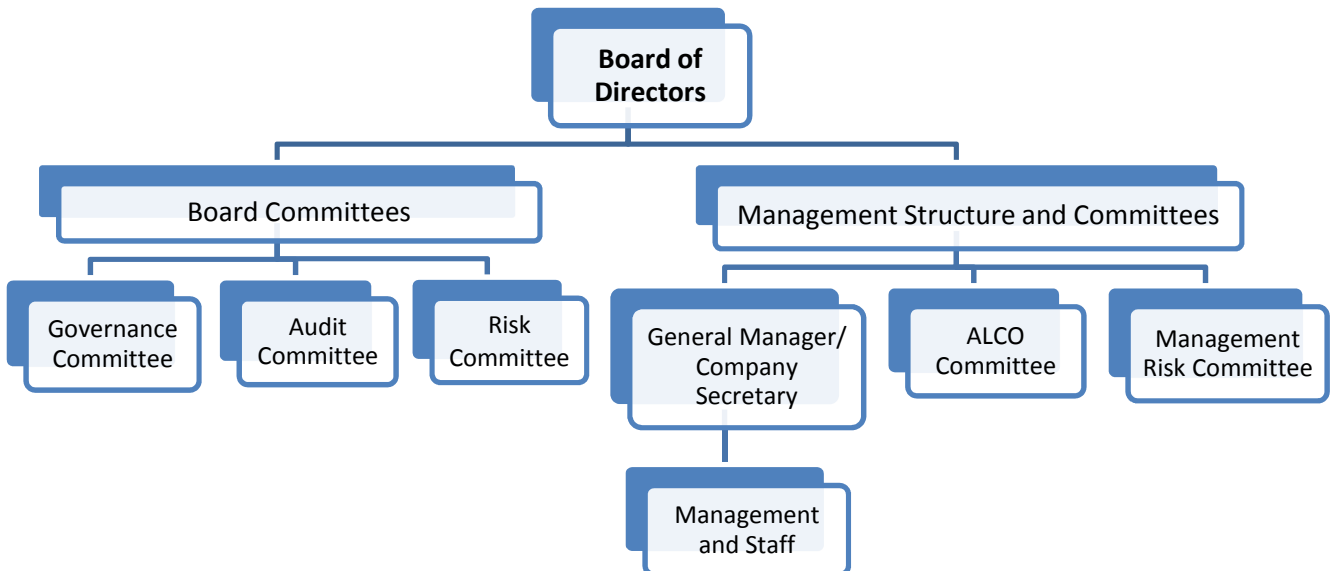 Board of
Directors
Board Committees
Management Structure and Committees
Governance
Committee
Audit
Committee
Risk
Committee
General Manager/
Company
Secretary
ALCO
Committee
Management
Risk Committee
Management
and Staff